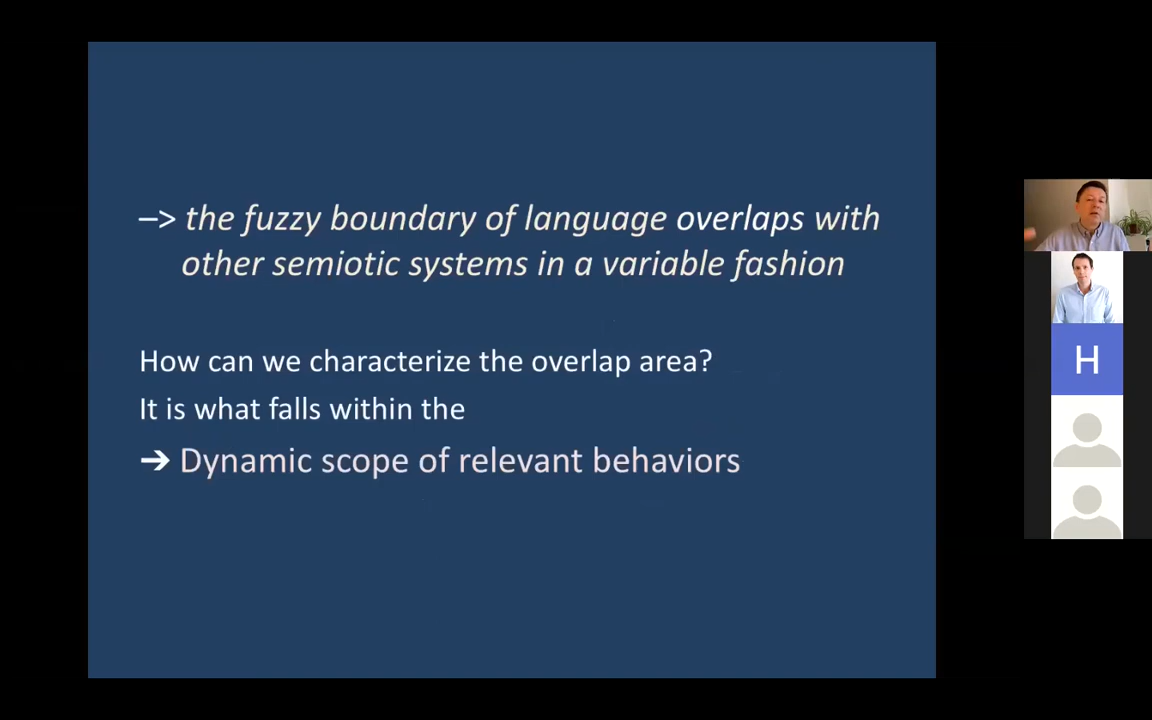 –> the fuzzy boundary of language overlaps with
other semiotic systems in a variable fashion
How can we characterize the overlap area?
It is what falls within the
➔ Dynamic scope of relevant behaviors
H